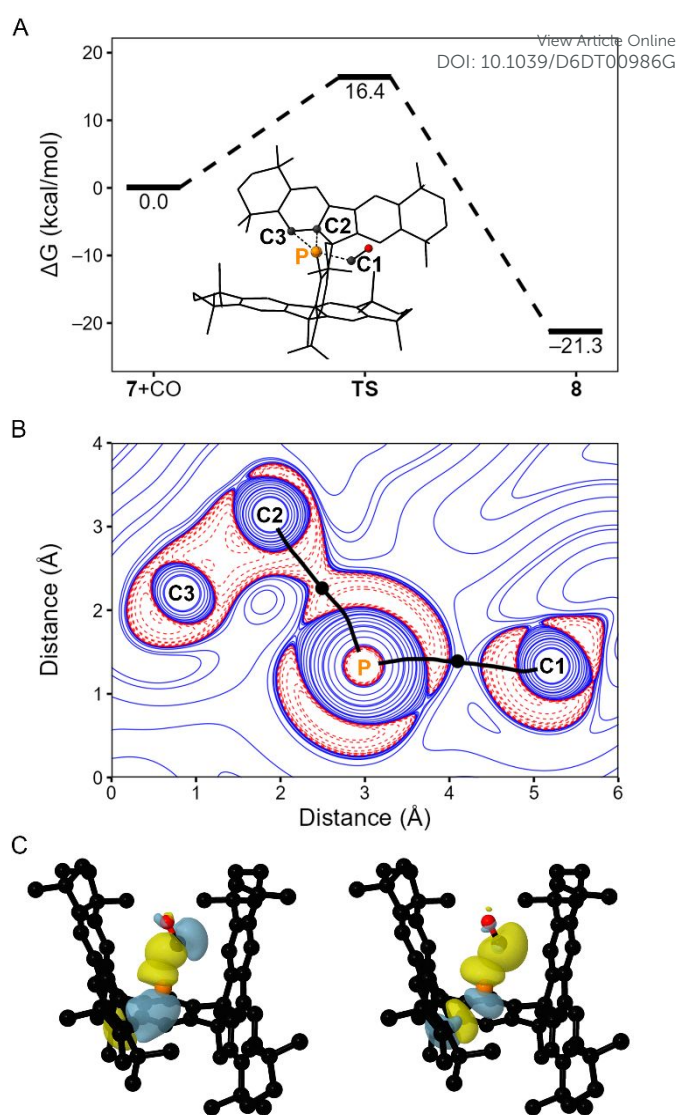 A
View Article Online
DOI: 10.1039/D6DT00986G
ΔG (kcal/mol)
20
10
0
−10
−20
0.0
16.4
−21.3
C3
C2
P
C1
7+CO
TS
8
B
Distance (Å)
4
3
2
1
0
C2
C3
P
C1
0 1 2 3 4 5 6
Distance (Å)
C